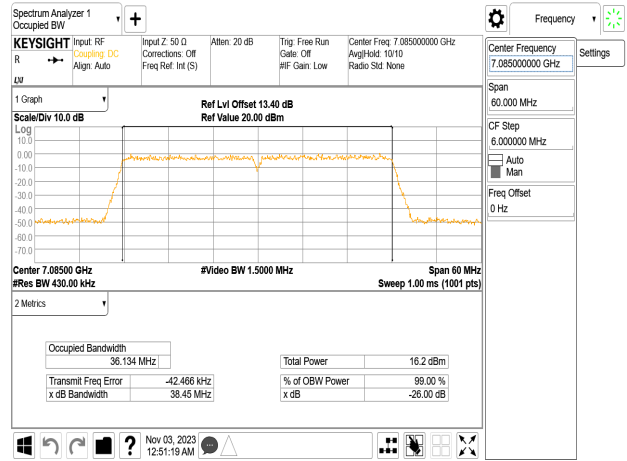 Spectrum Analyzer 1
Occupied BW
Frequency
KEYSIGHT
R
Input: RF
Coupling: DC
Align: Auto
Input Z: 50 Ω
Corrections: Off
Freq Ref: Int (S)
Atten: 20 dB
Trig: Free Run
Gate: Off
#IF Gain: Low
Center Freq: 7.085000000 GHz
Avg|Hold: 10/10
Radio Std: None
Center Frequency
7.085000000 GHz
Settings
Span
60.000 MHz
CF Step
6.000000 MHz
Auto
Man
Freq Offset
0 Hz
1 Graph
Scale/Div 10.0 dB
Ref Lvl Offset 13.40 dB
Ref Value 20.00 dBm
Log
10.0
0.00
-10.0
-20.0
-30.0
-40.0
-50.0
-60.0
-70.0
Center 7.08500 GHz
#Video BW 1.5000 MHz
Span 60 MHz
#Res BW 430.00 kHz
Sweep 1.00 ms (1001 pts)
2 Metrics
Occupied Bandwidth
36.134 MHz
Total Power 16.2 dBm
Transmit Freq Error -42.466 kHz
% of OBW Power 99.00 %
x dB Bandwidth 38.45 MHz
x dB -26.00 dB
Nov 03, 2023
12:51:19 AM